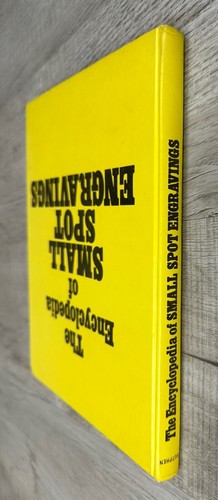 The
Encyclopedia
of
SMALL
SPOT
ENGRAVINGS
The Encyclopedia of SMALL SPOT ENGRAVINGS